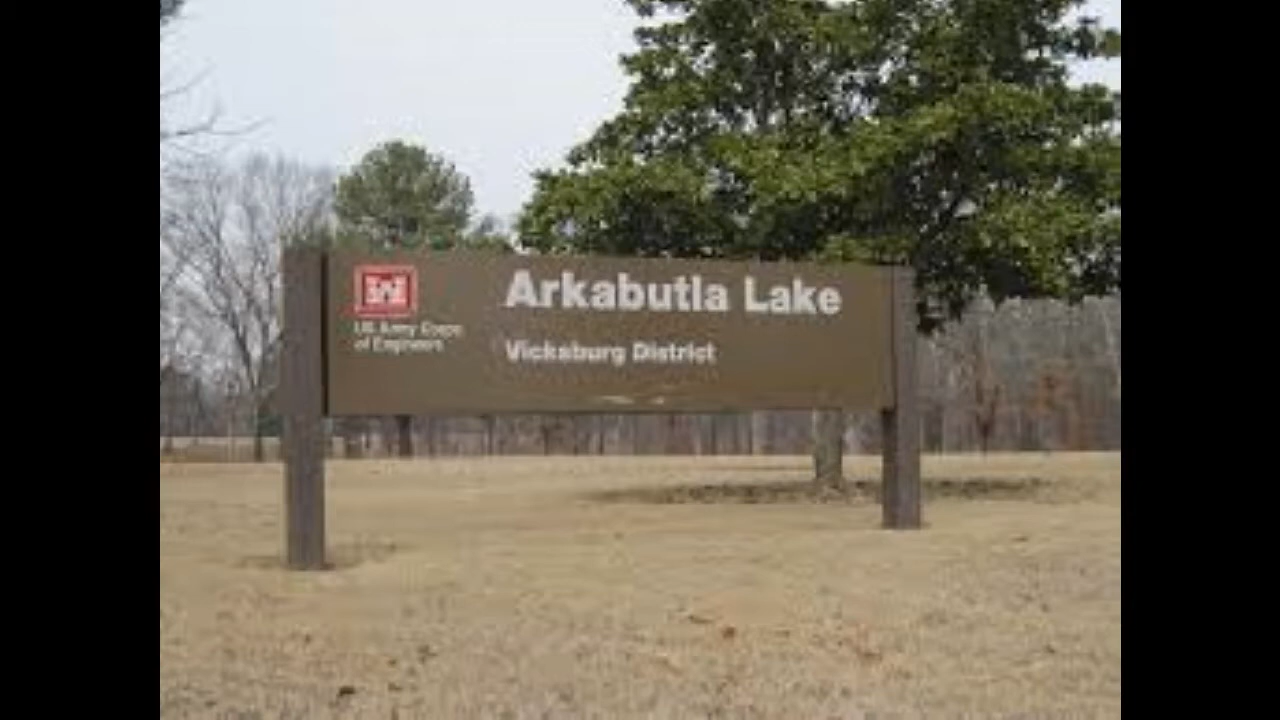 Arkabutla Lake
Vicksburg District
US Army Corps
of Engineers